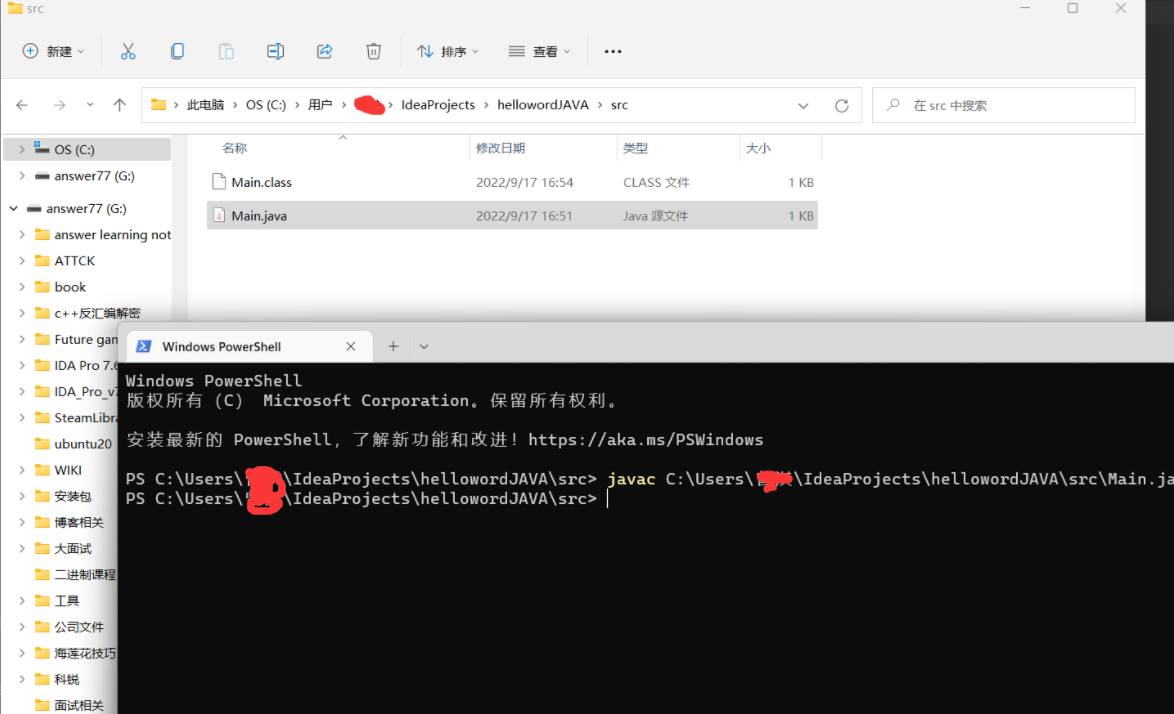 src
新建 排序 查看 ···
此电脑 › OS (C:) › 用户 › › IdeaProjects › hellowordJAVA › src 在 src 中搜索
名称 修改日期 类型 大小
Main.class 2022/9/17 16:54 CLASS 文件 1 KB
Main.java 2022/9/17 16:51 Java 源文件 1 KB
OS (C:)
answer77 (G:)
answer77 (G:)
answer learning not
ATTCK
book
c++反汇编解密
Future gan
IDA Pro 7.6
IDA_Pro_v7
SteamLibra
ubuntu20
WIKI
安装包
博客相关
大面试
二进制课程
工具
公司文件
海莲花技巧
科锐
面试相关
Windows PowerShell
Windows PowerShell
版权所有 (C) Microsoft Corporation。保留所有权利。
安装最新的 PowerShell，了解新功能和改进！https://aka.ms/PSWindows
PS C:\Users\ \IdeaProjects\hellowordJAVA\src> javac C:\Users\ \IdeaProjects\hellowordJAVA\src\Main.ja
PS C:\Users\ \IdeaProjects\hellowordJAVA\src>